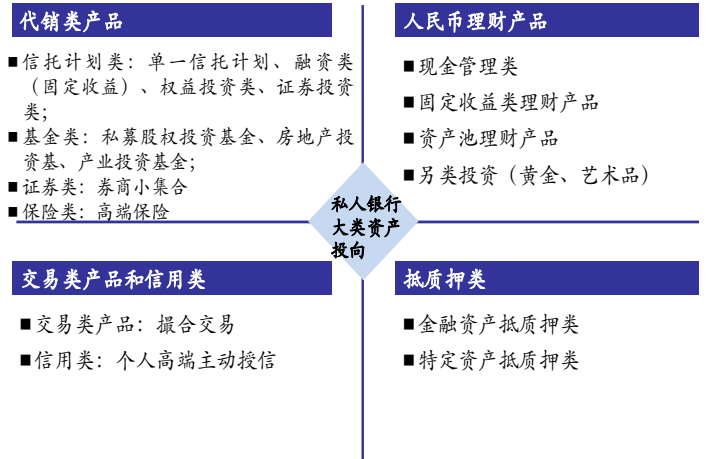 代销类产品
■信托计划类：单一信托计划、融资类
（固定收益）、权益投资类、证券投资
类；
■基金类：私募股权投资基金、房地产投
资基、产业投资基金；
■证券类：券商小集合
■保险类：高端保险
人民币理财产品
■现金管理类
■固定收益类理财产品
■资产池理财产品
■另类投资（黄金、艺术品）
私人银行
大类资产
投向
交易类产品和信用类
■交易类产品：撮合交易
■信用类：个人高端主动授信
抵质押类
■金融资产抵质押类
■特定资产抵质押类